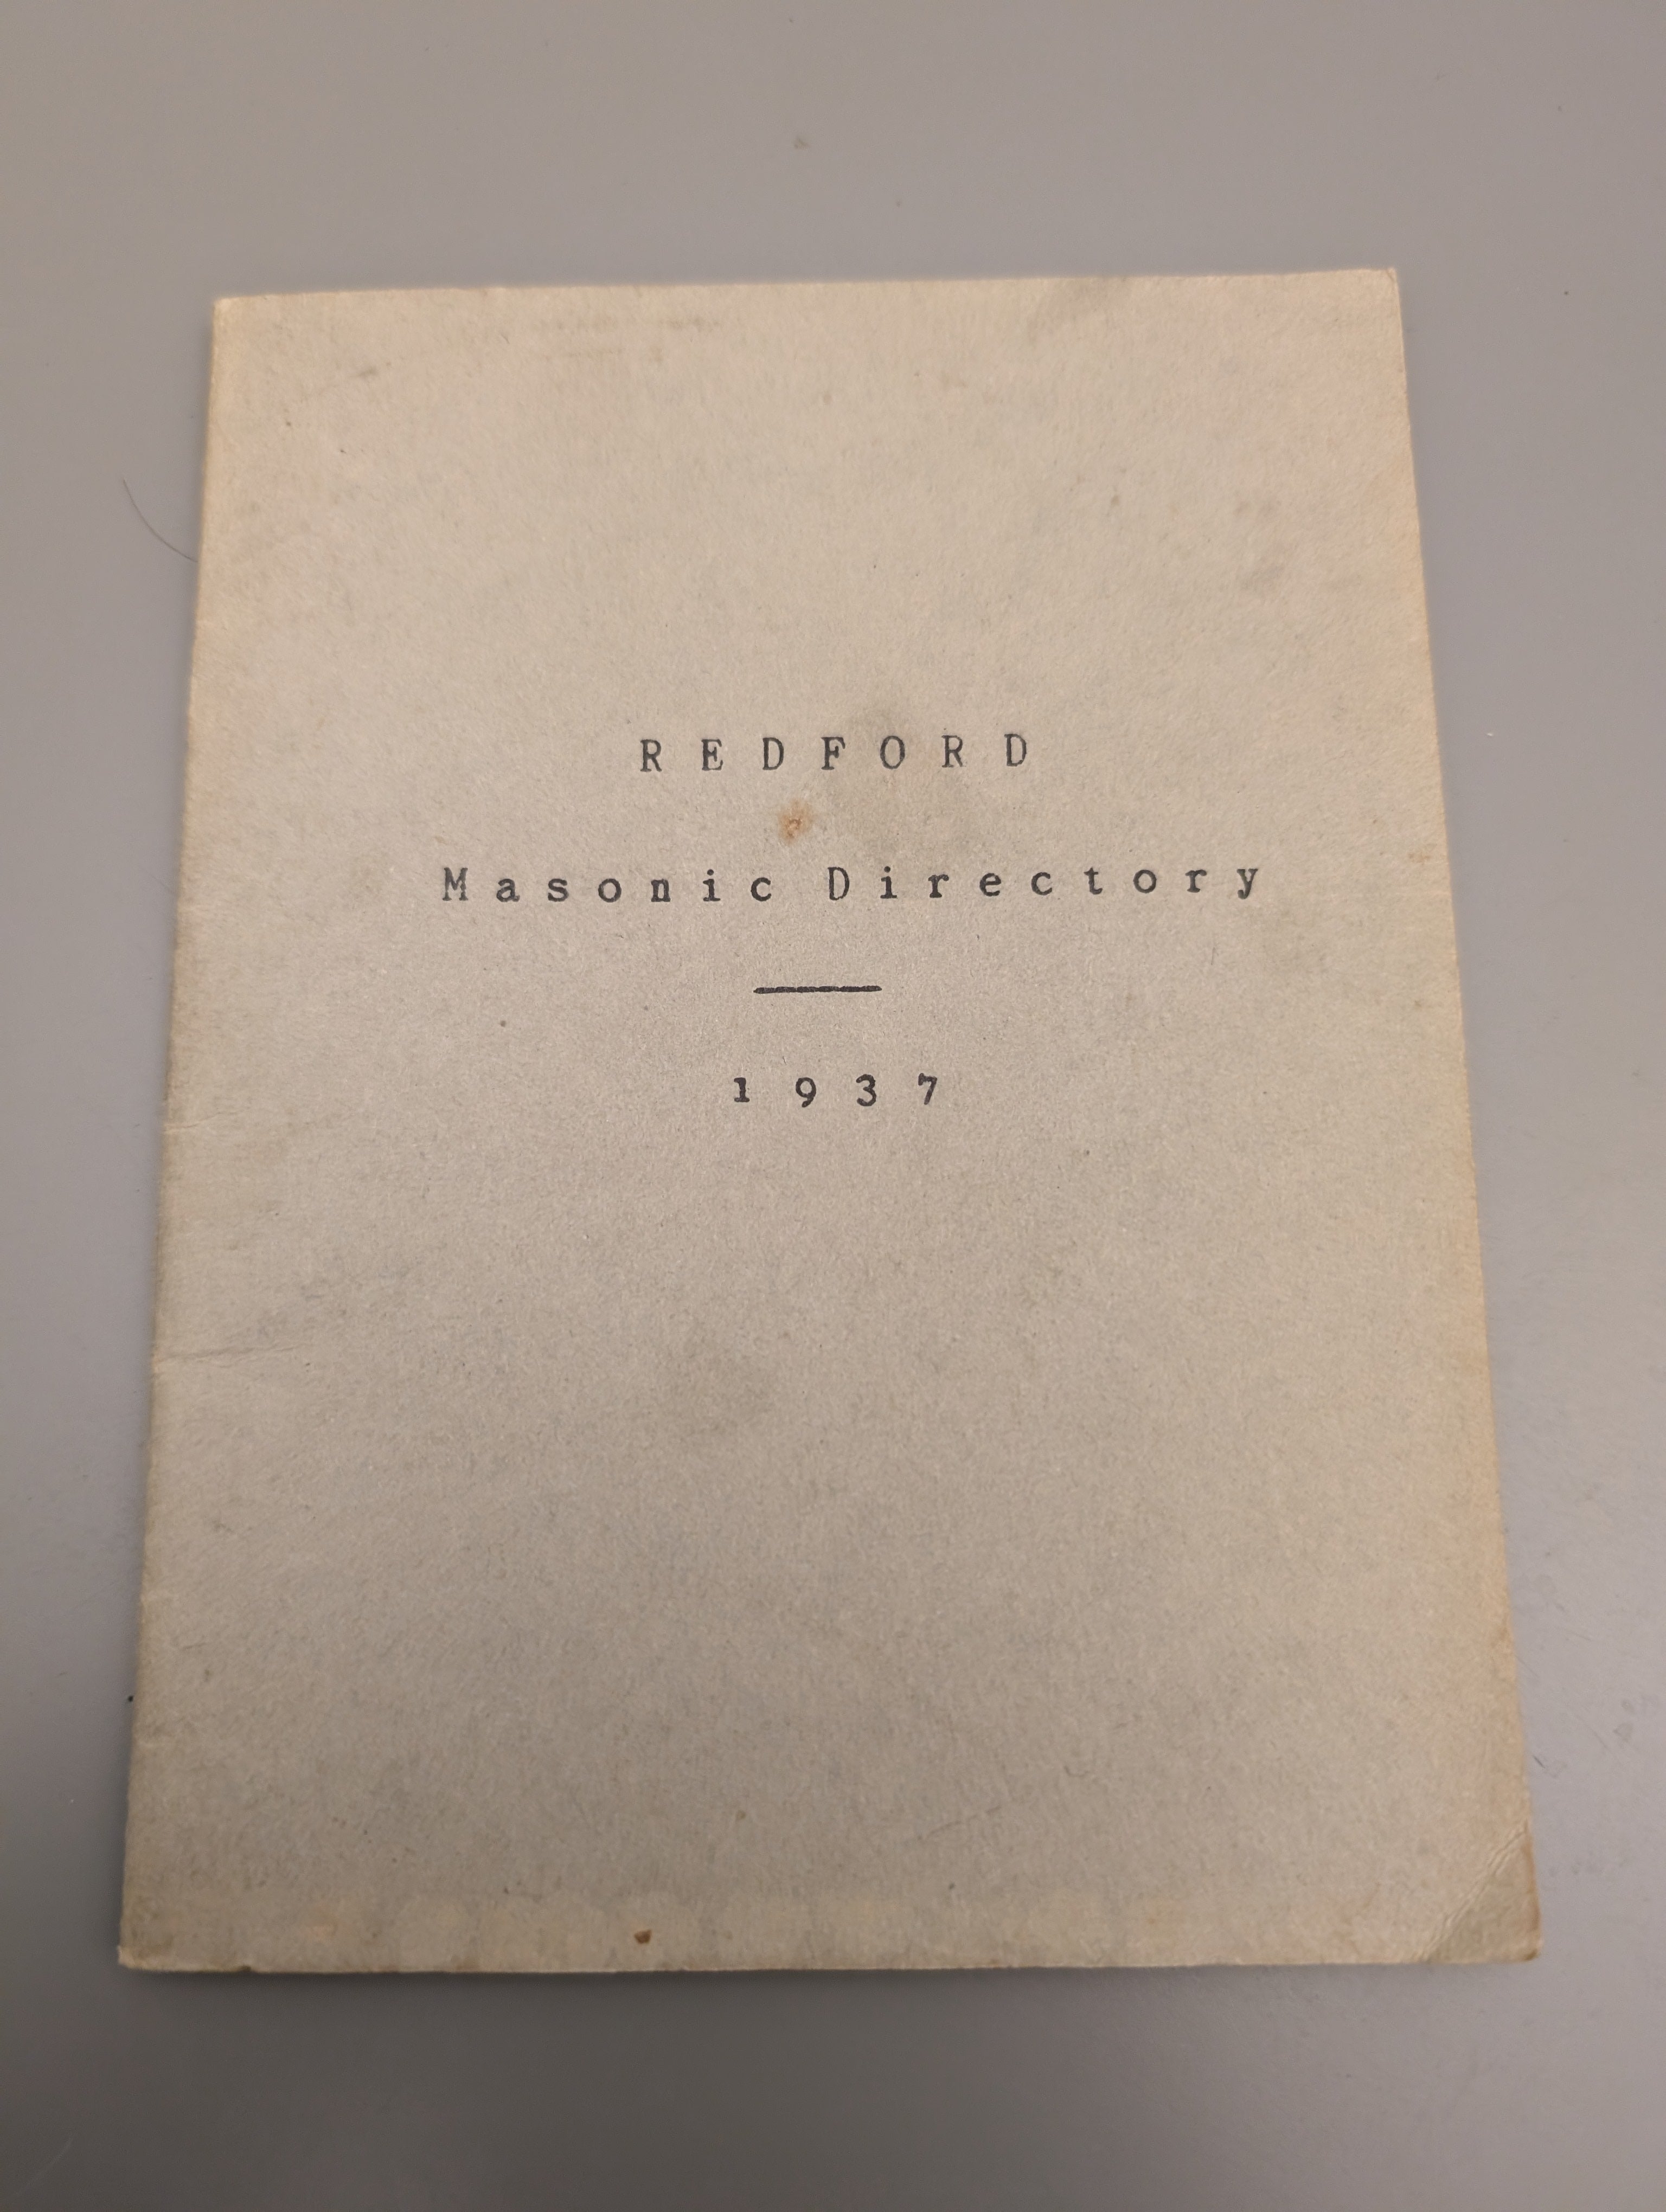 REDFORD
Masonic Directory
1937